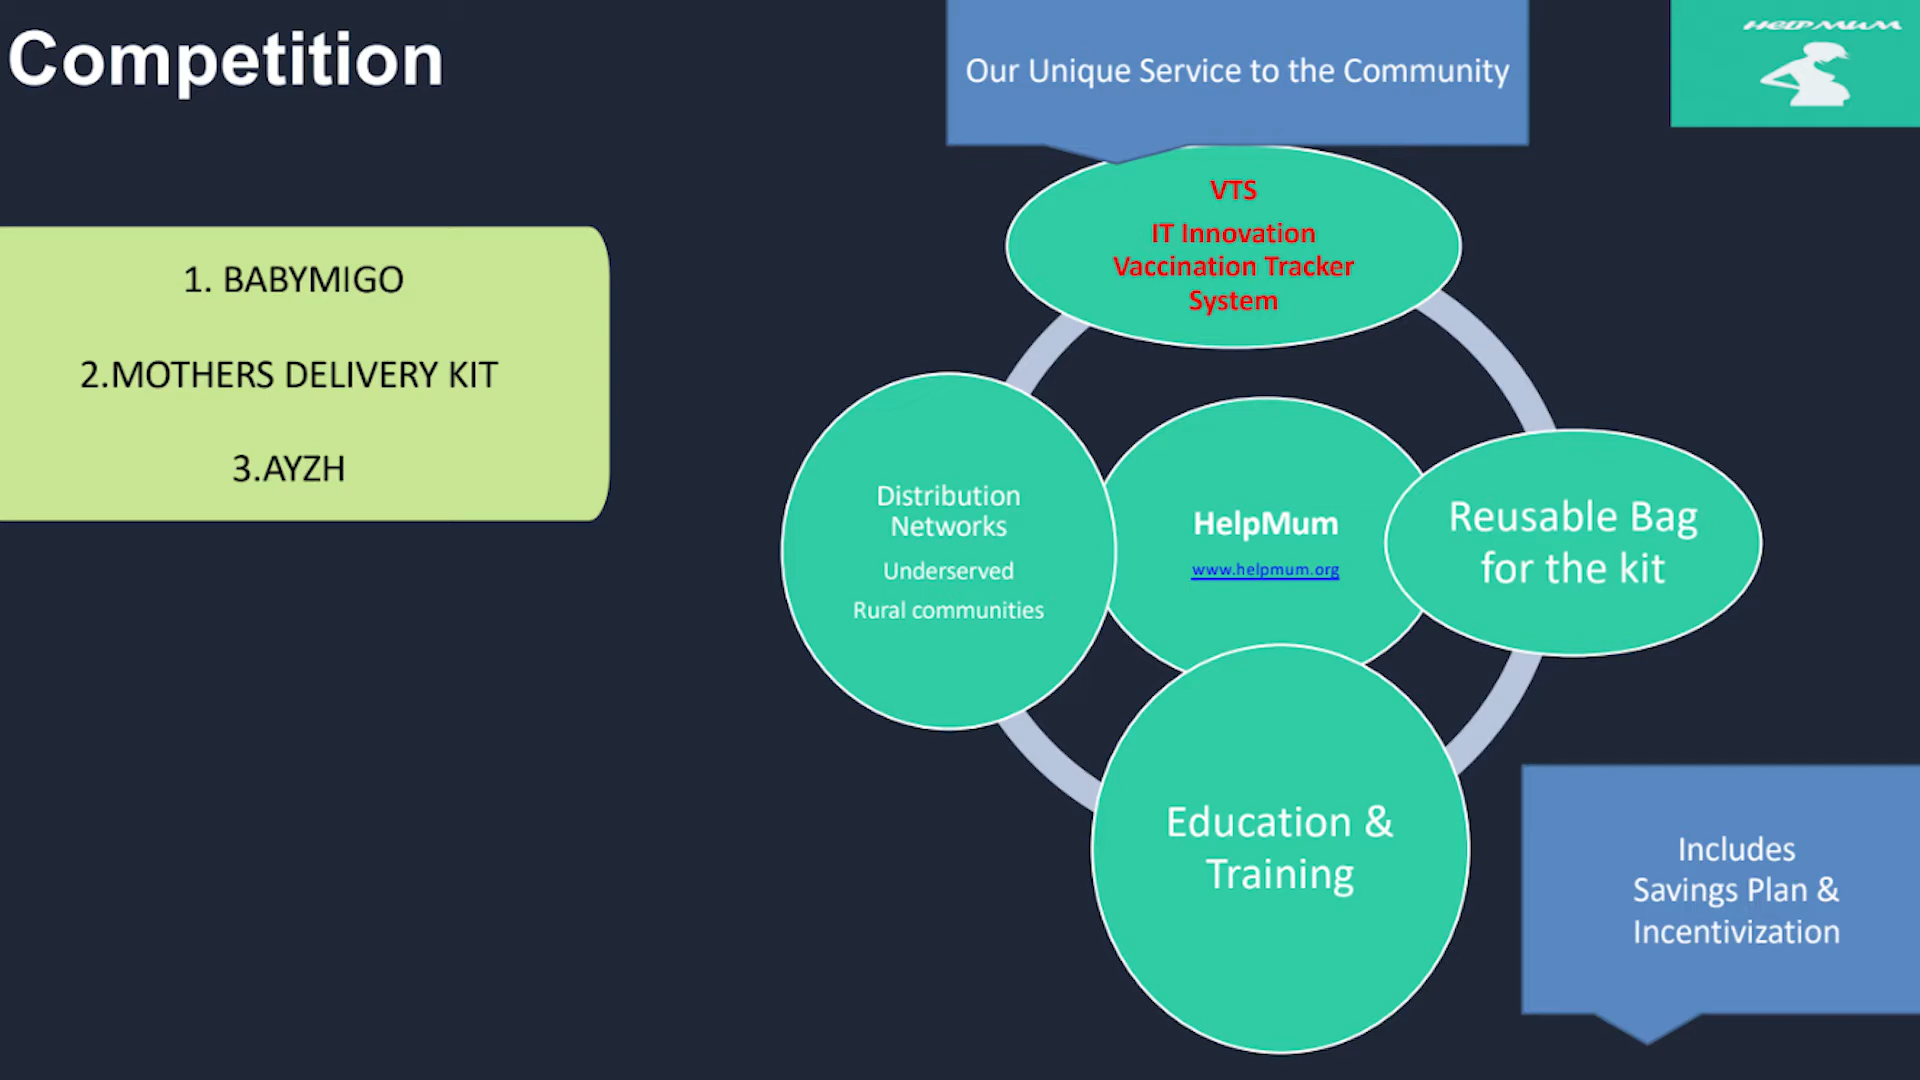 Competition
Our Unique Service to the Community
HELP MUM
1. BABYMIGO
2.MOTHERS DELIVERY KIT
3.AYZH
VTS
IT Innovation
Vaccination Tracker
System
Distribution
Networks
Underserved
Rural communities
HelpMum
www.helpmum.org
Reusable Bag
for the kit
Education &
Training
Includes
Savings Plan &
Incentivization